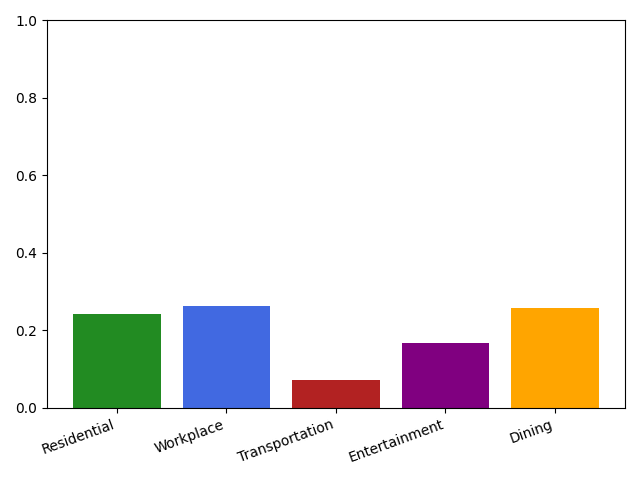 1.0
0.8
0.6
0.4
0.2
0.0
Residential
Workplace
Transportation
Entertainment
Dining